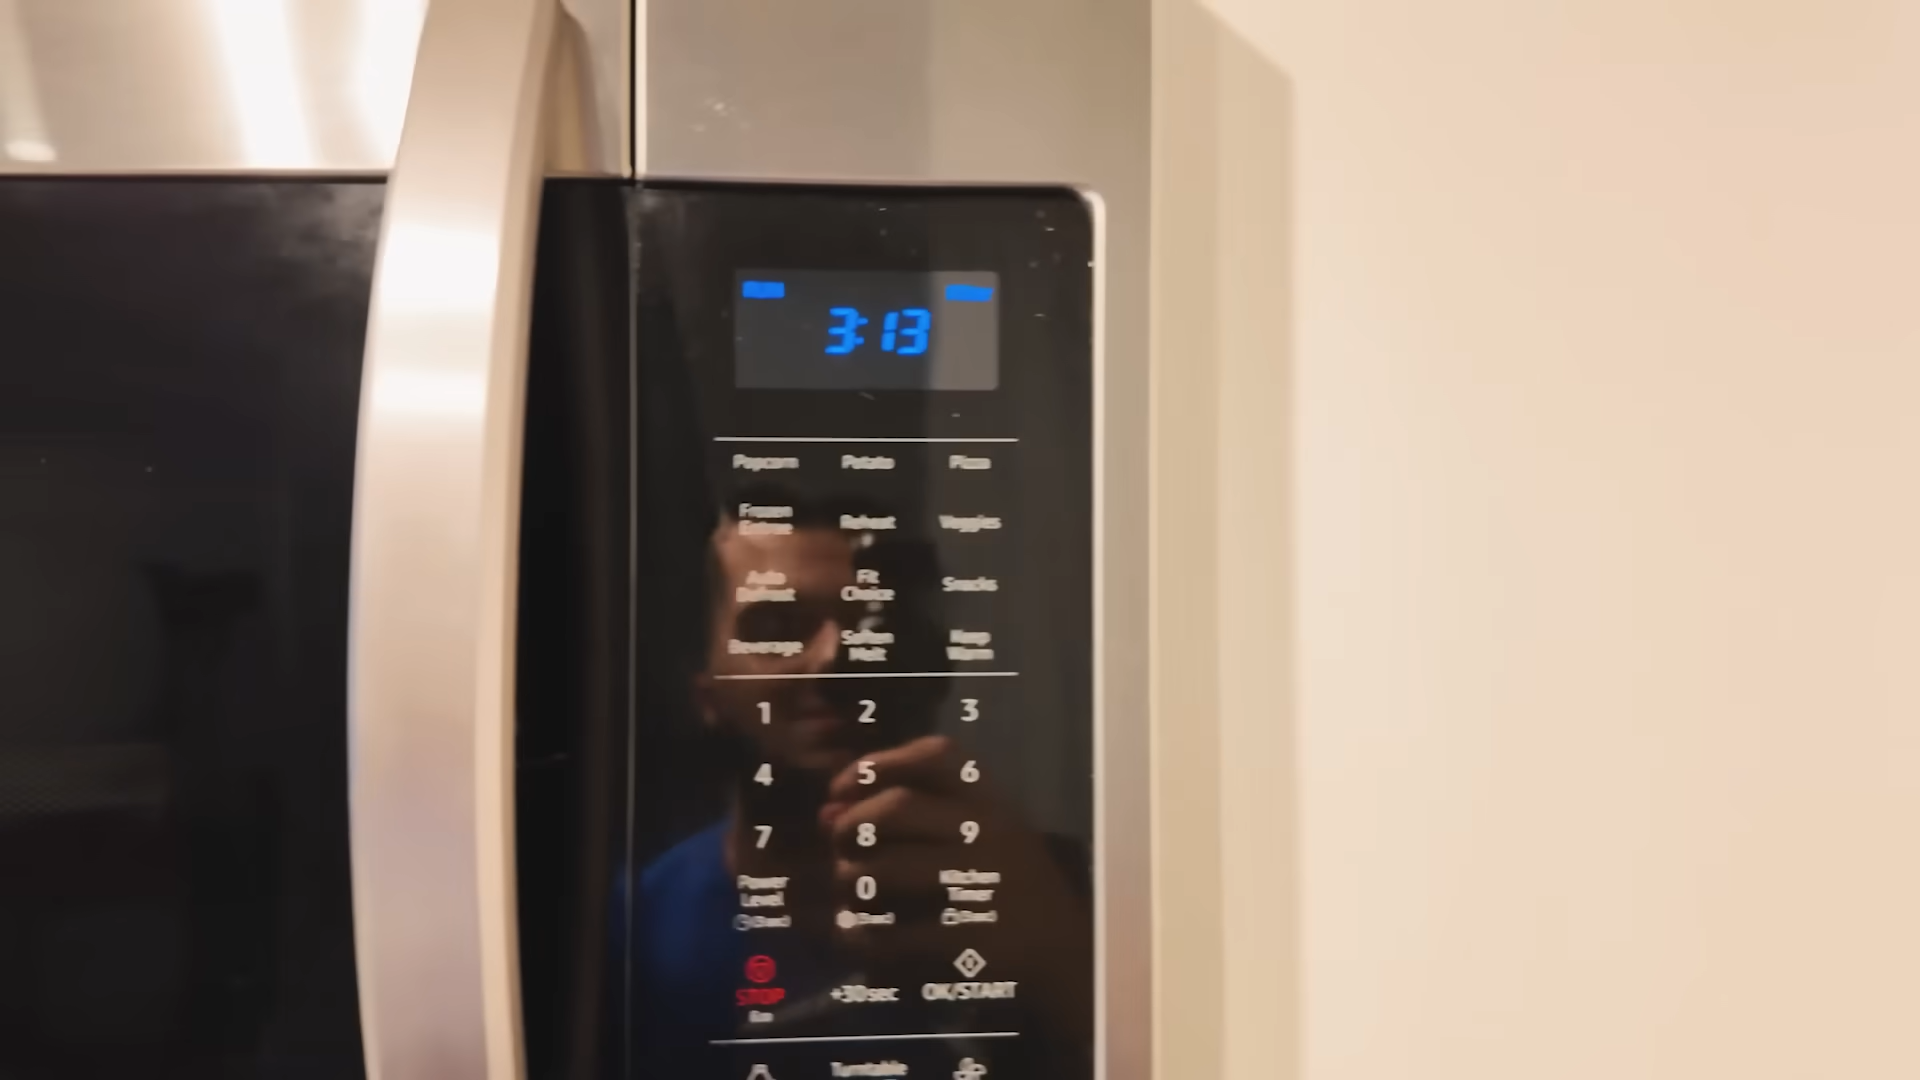 3:13
Popcorn Potato Pizza
Frozen Entree Reheat Veggies
Auto Defrost Fit Choice Snacks
Beverage Soften Melt Keep Warm
1 2 3
4 5 6
7 8 9
Power Level 0 Kitchen Timer
STOP +30sec OK/START
Turntable